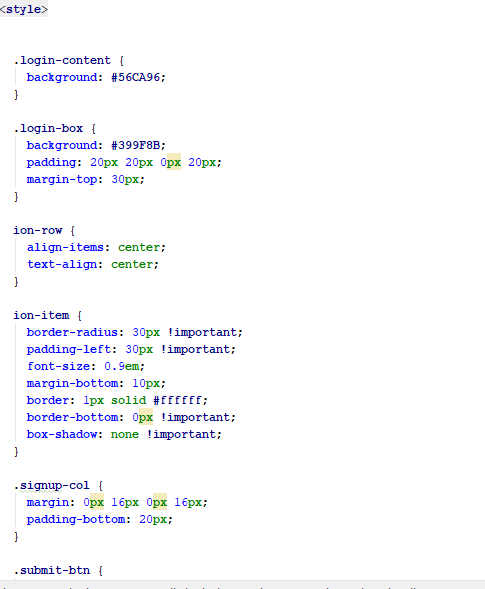 <style>
.login-content {
background: #56CA96;
}
.login-box {
background: #399F8B;
padding: 20px 20px 0px 20px;
margin-top: 30px;
}
ion-row {
align-items: center;
text-align: center;
}
ion-item {
border-radius: 30px !important;
padding-left: 30px !important;
font-size: 0.9em;
margin-bottom: 10px;
border: 1px solid #ffffff;
border-bottom: 0px !important;
box-shadow: none !important;
}
.signup-col {
margin: 0px 16px 0px 16px;
padding-bottom: 20px;
}
.submit-btn {